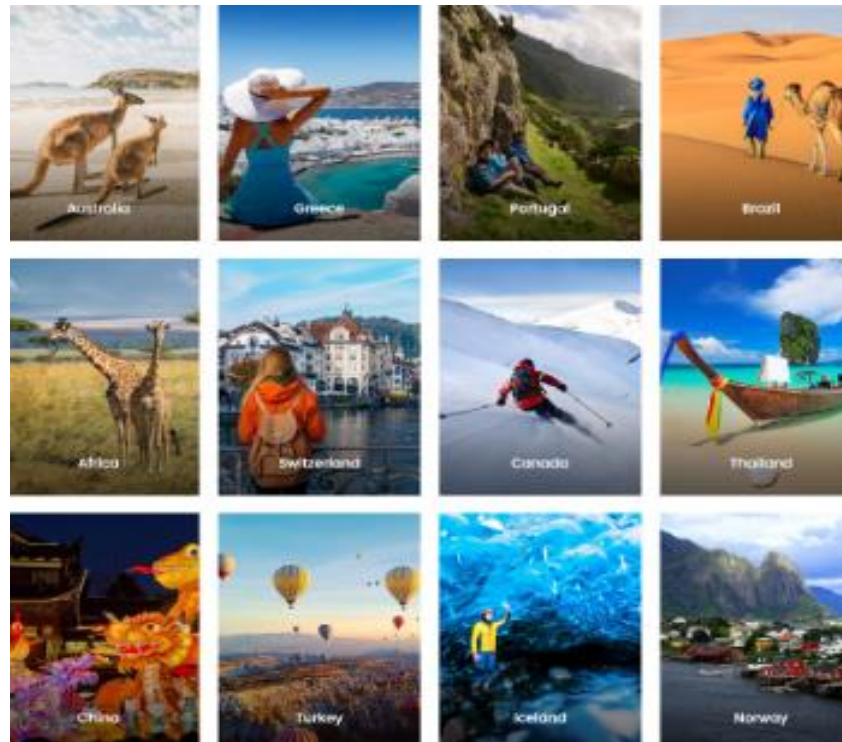 Australia
Greece
Portugal
Brazil
Africa
Switzerland
Canada
Thailand
China
Turkey
Iceland
Norway